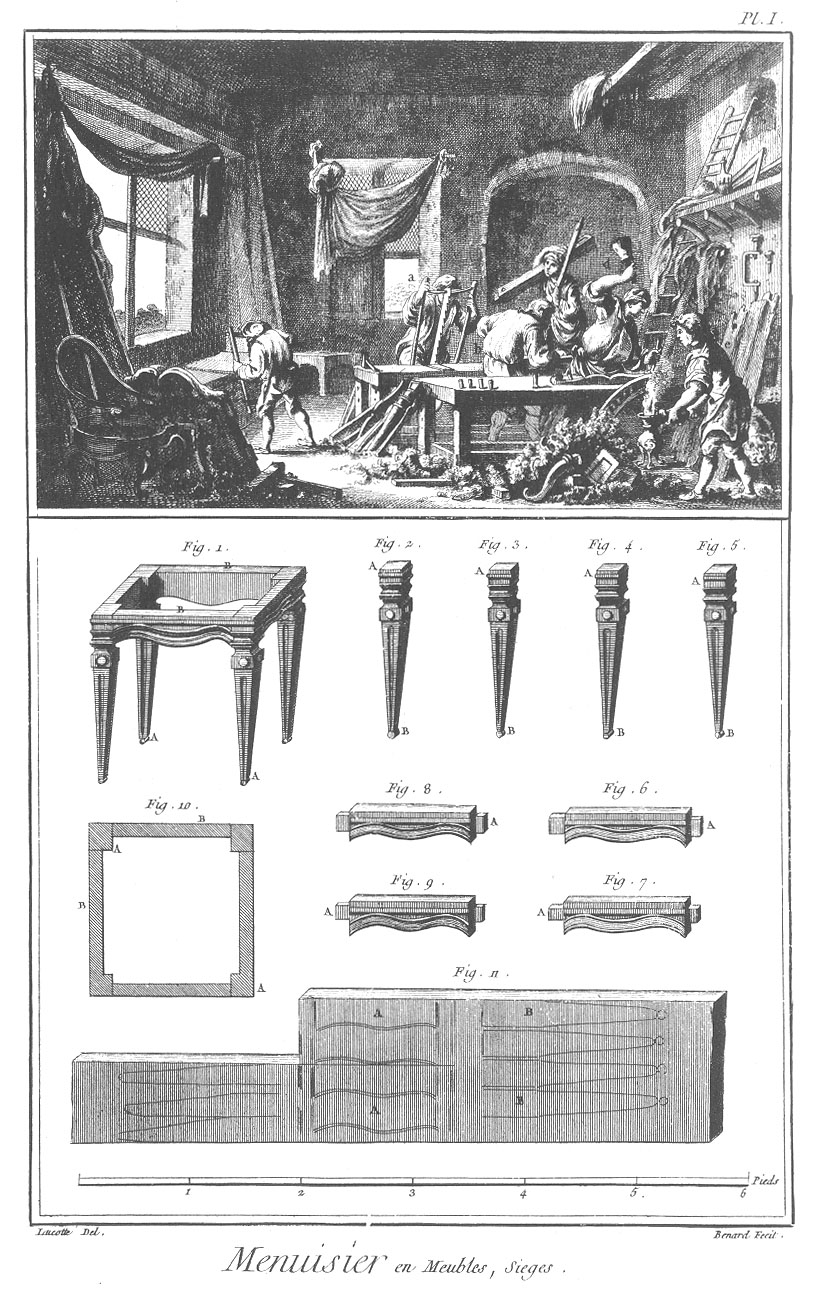 Pl. I.
a
Fig. 1.
Fig. 2.
Fig. 3.
Fig. 4.
Fig. 5.
B
A
A
A
A
B
A
B
B
B
B
A
Fig. 10.
Fig. 8.
Fig. 6.
B
A
A
A
B
Fig. 9.
Fig. 7.
A
A
A
Fig. 11.
A
B
A
B
1 2 3 4 5. 6 Pieds
Lucotte Del.
Benard Fecit.
Menuisier en Meubles, Sieges.